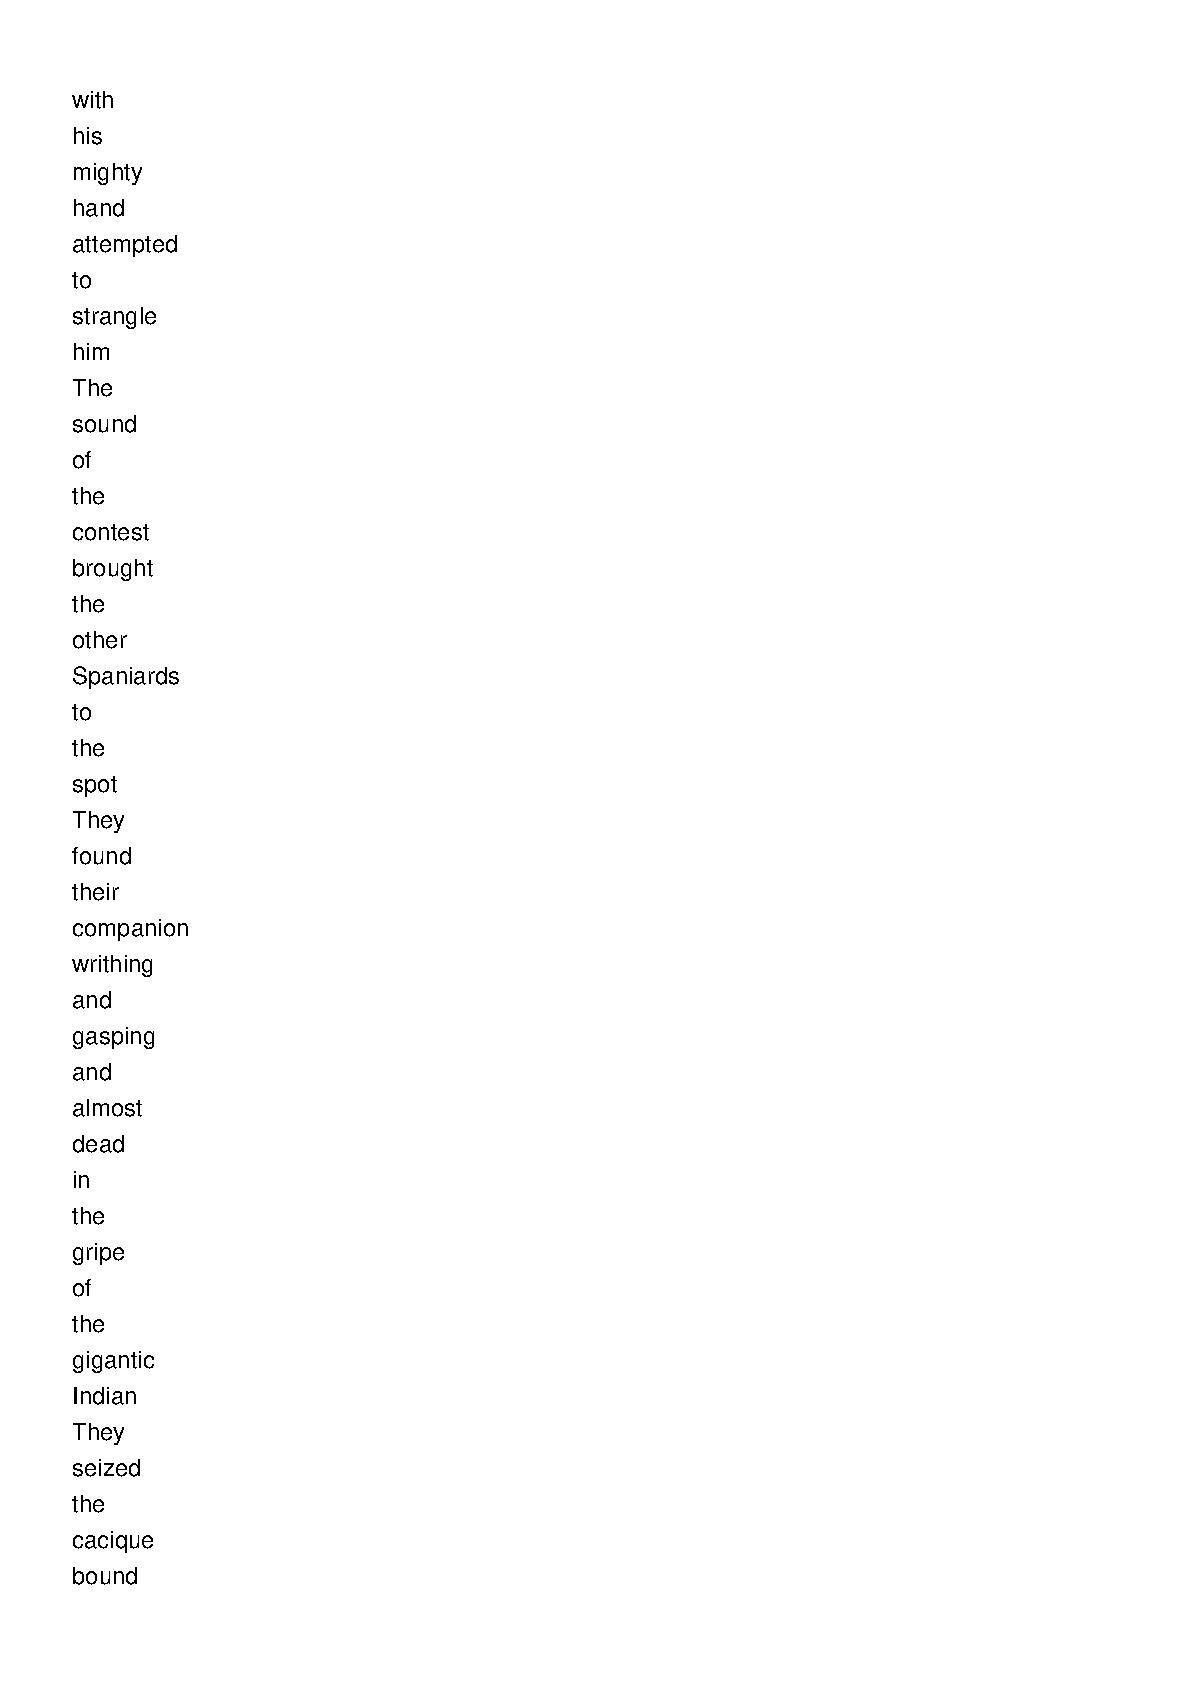 with
his
mighty
hand
attempted
to
strangle
him
The
sound
of
the
contest
brought
the
other
Spaniards
to
the
spot
They
found
their
companion
writhing
and
gasping
and
almost
dead
in
the
gripe
of
the
gigantic
Indian
They
seized
the
cacique
bound